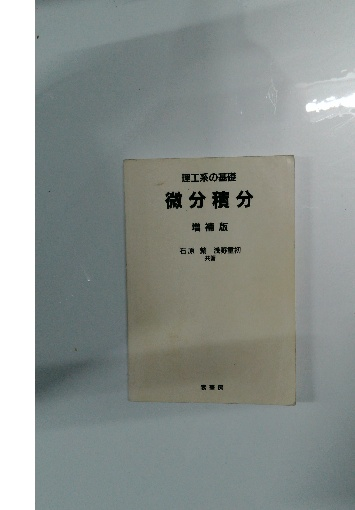 理工系の基礎
微分積分
増補版
石原 繁 浅野重初
共著
裳華房